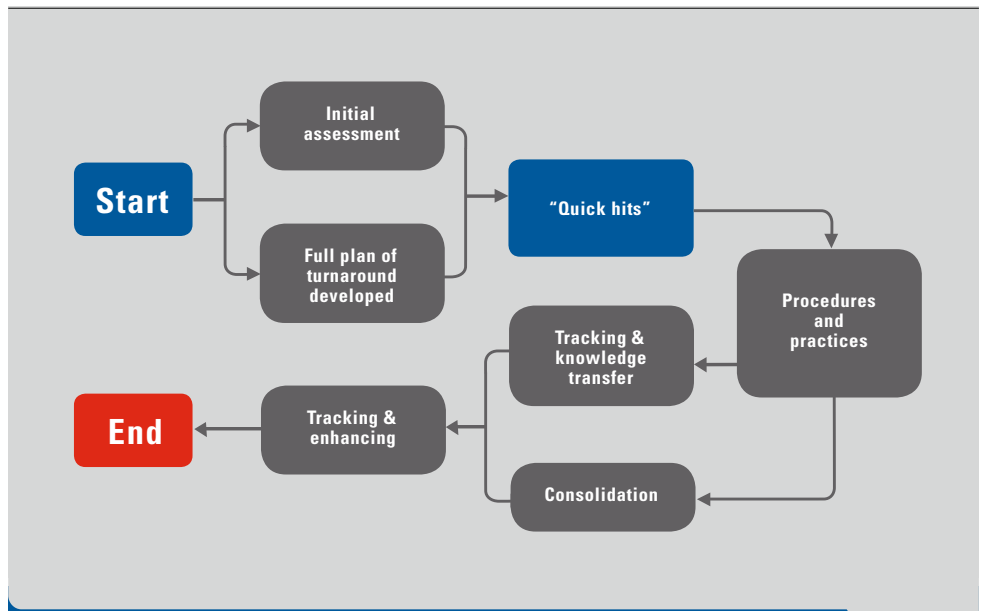 Start
Initial
assessment
Full plan of
turnaround
developed
“Quick hits”
Procedures
and
practices
Tracking &
knowledge
transfer
Consolidation
Tracking &
enhancing
End